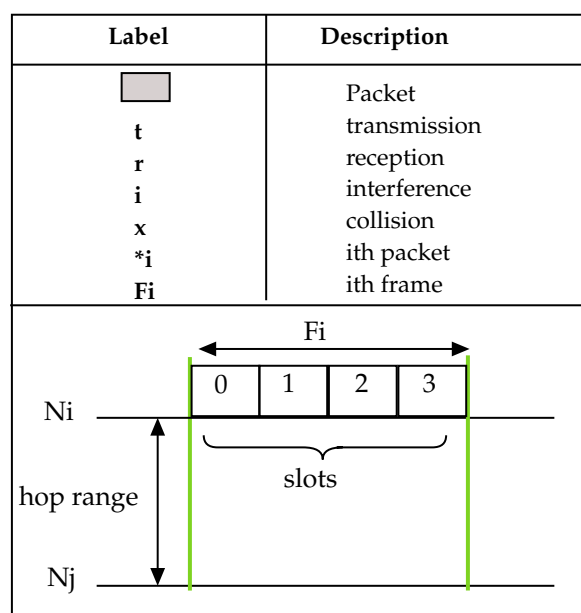 Label Description
Packet
t transmission
r reception
i interference
x collision
*i ith packet
Fi ith frame
Fi
0 1 2 3
Ni
slots
hop range
Nj